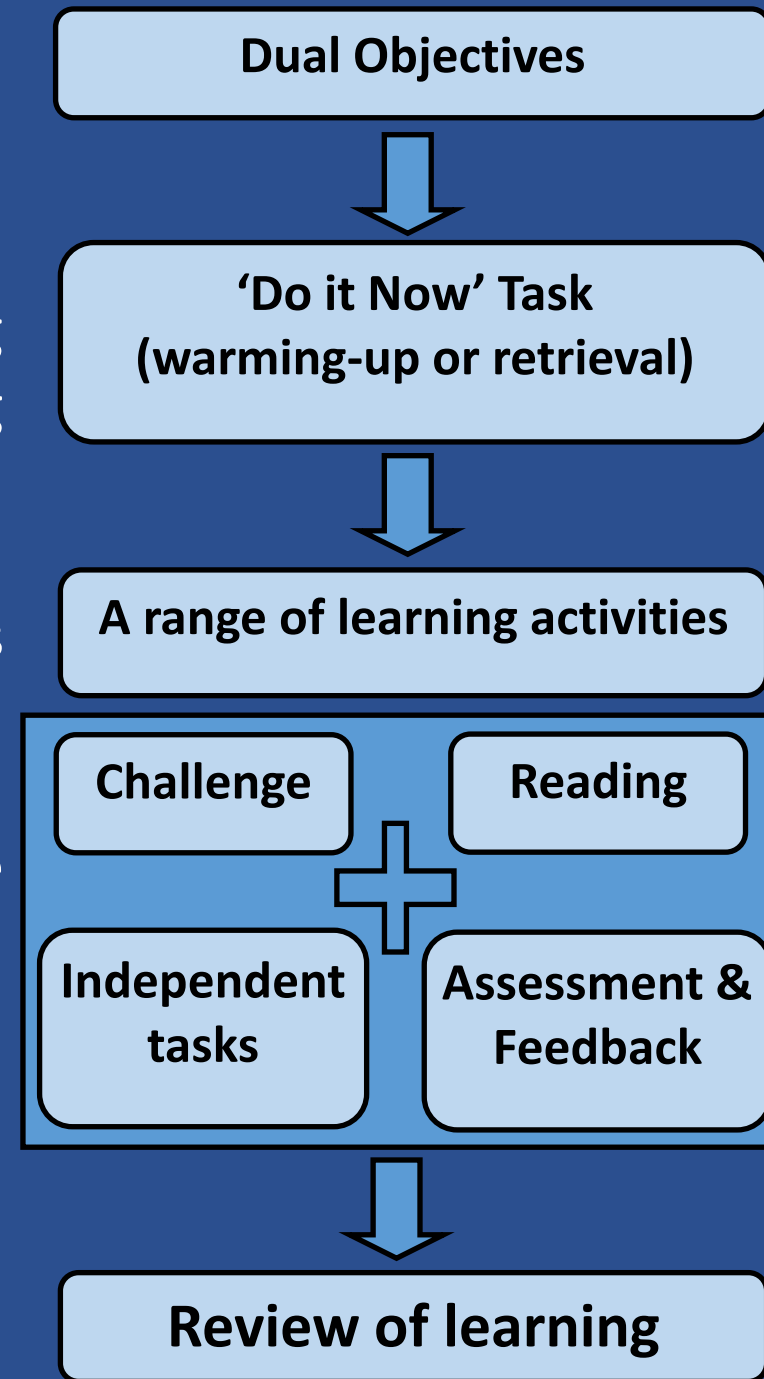 Dual Objectives
‘Do it Now’ Task
(warming-up or retrieval)
A range of learning activities
Challenge
Reading
Independent
tasks
Assessment &
Feedback
Review of learning